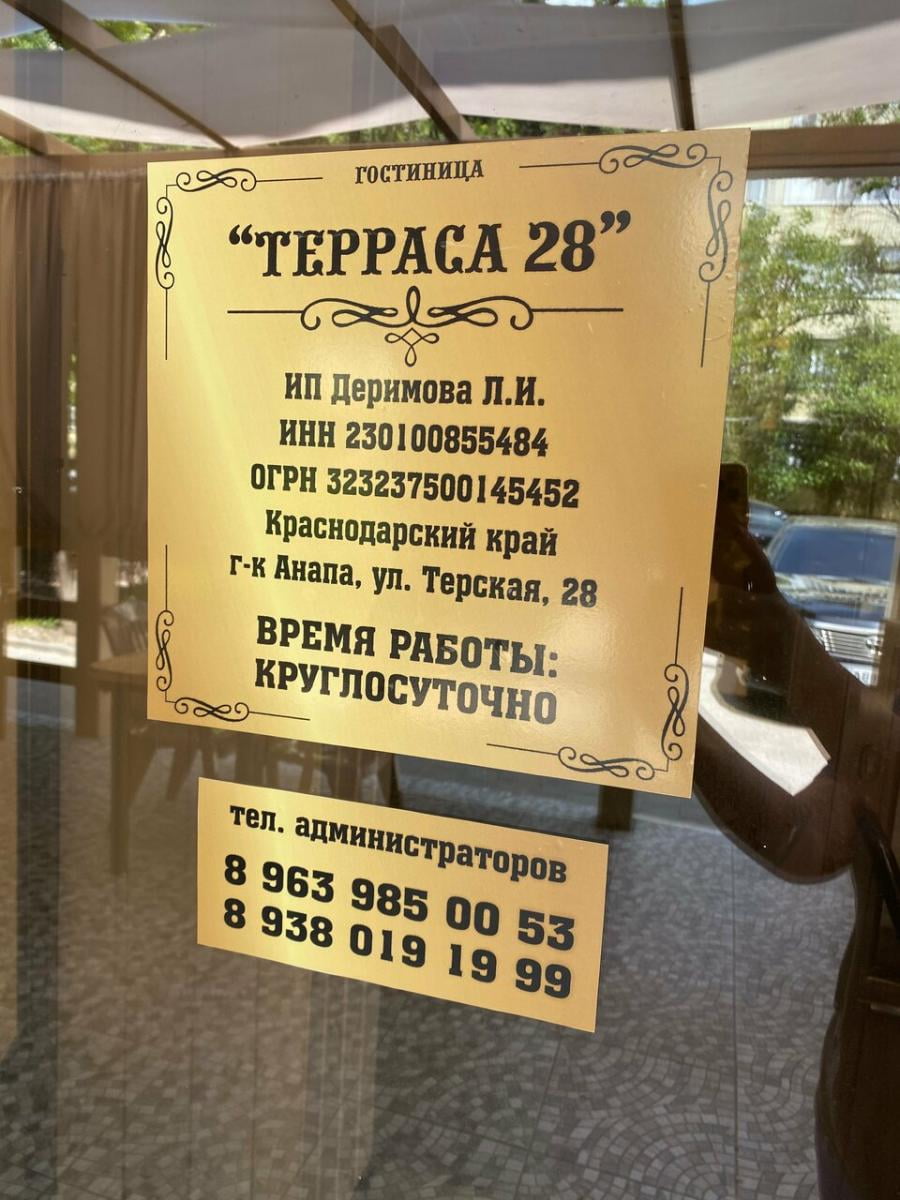 ГОСТИНИЦА
“ТЕРРАСА 28”
ИП Деримова Л.И.
ИНН 230100855484
ОГРН 323237500145452
Краснодарский край
г-к Анапа, ул. Терская, 28
ВРЕМЯ РАБОТЫ:
КРУГЛОСУТОЧНО
тел. администраторов
8 963 985 00 53
8 938 019 19 99